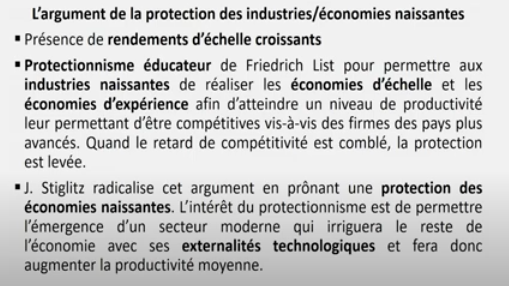 L’argument de la protection des industries/économies naissantes
▪ Présence de rendements d’échelle croissants
▪ Protectionnisme éducateur de Friedrich List pour permettre aux
industries naissantes de réaliser les économies d’échelle et les
économies d’expérience afin d’atteindre un niveau de productivité
leur permettant d’être compétitives vis-à-vis des firmes des pays plus
avancés. Quand le retard de compétitivité est comblé, la protection
est levée.
▪ J. Stiglitz radicalise cet argument en prônant une protection des
économies naissantes. L’intérêt du protectionnisme est de permettre
l’émergence d’un secteur moderne qui irriguera le reste de
l’économie avec ses externalités technologiques et fera donc
augmenter la productivité moyenne.